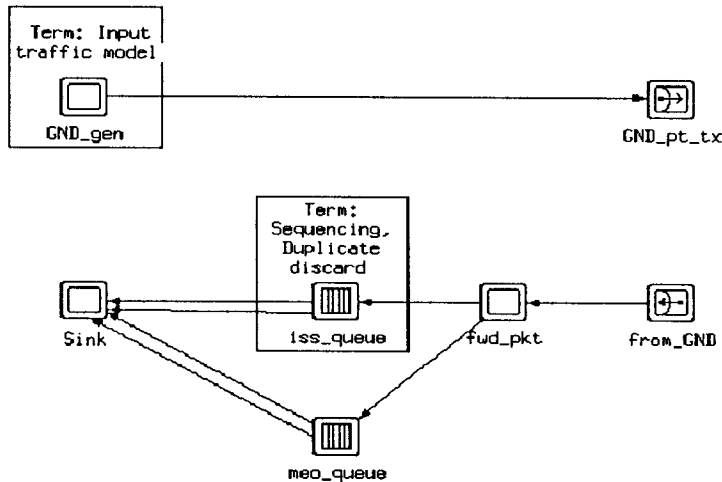 Term: Input
traffic model
GND_gen
GND_pt_tx
Term:
Sequencing,
Duplicate
discard
Sink
iss_queue
fwd_pkt
from_GND
meo_queue